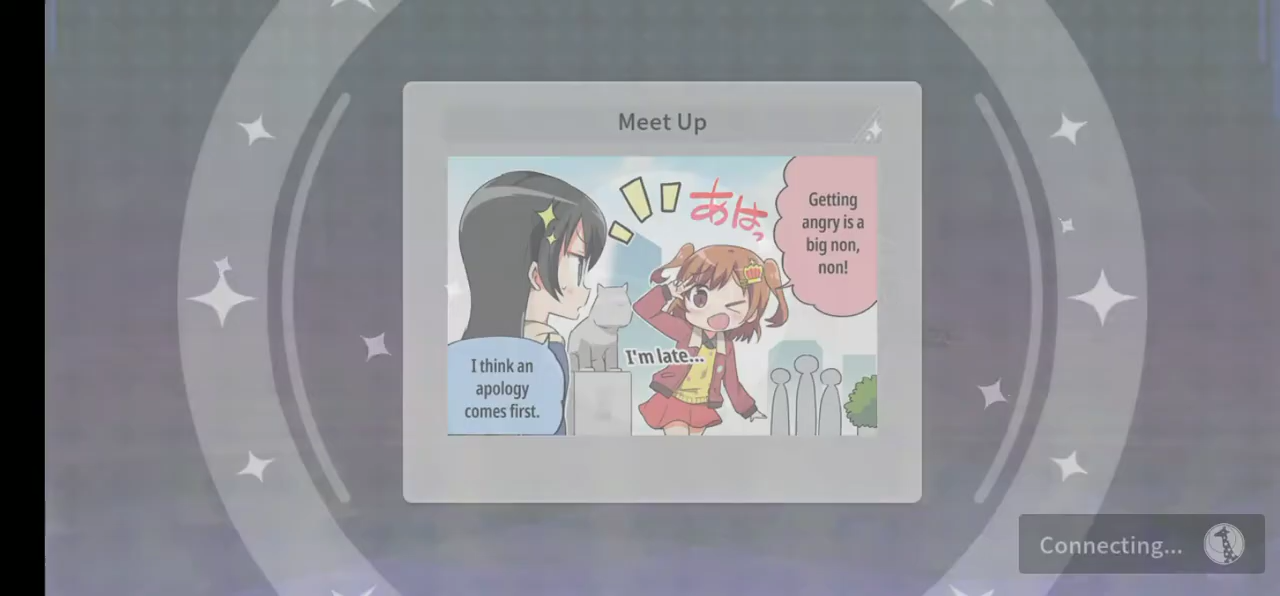 Meet Up
あはっ
Getting
angry is a
big non,
non!
I'm late...
I think an
apology
comes first.
Connecting...